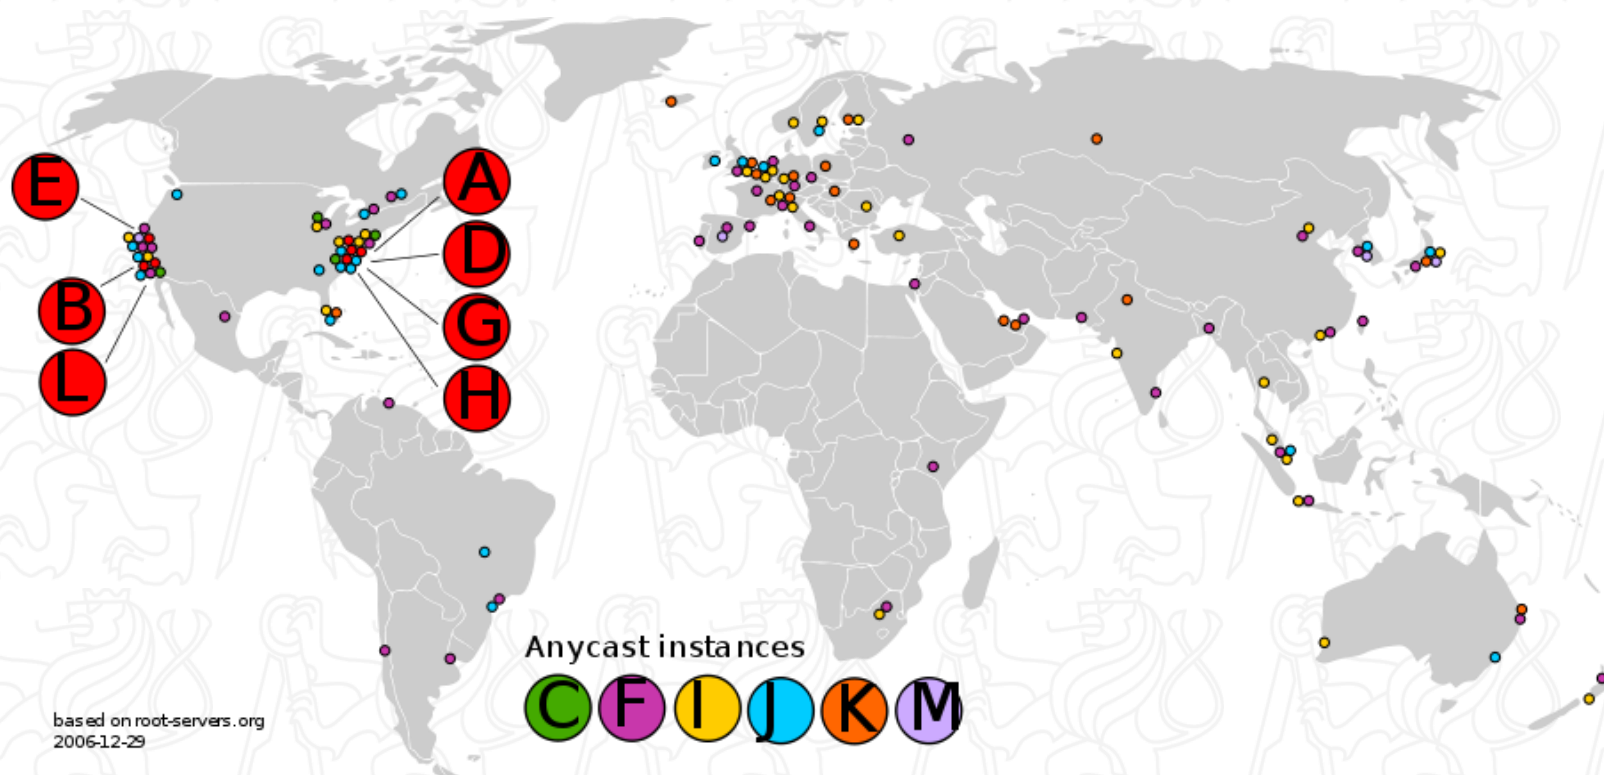 E
A
D
B
G
L
H
Anycast instances
C F I J K M
based on root-servers.org
2006-12-29